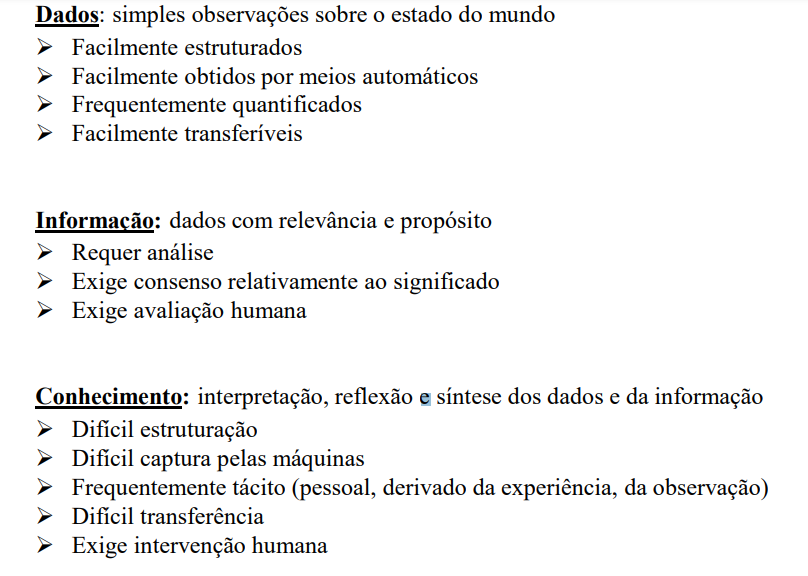 Dados: simples observações sobre o estado do mundo
➢ Facilmente estruturados
➢ Facilmente obtidos por meios automáticos
➢ Frequentemente quantificados
➢ Facilmente transferíveis
Informação: dados com relevância e propósito
➢ Requer análise
➢ Exige consenso relativamente ao significado
➢ Exige avaliação humana
Conhecimento: interpretação, reflexão e síntese dos dados e da informação
➢ Difícil estruturação
➢ Difícil captura pelas máquinas
➢ Frequentemente tácito (pessoal, derivado da experiência, da observação)
➢ Difícil transferência
➢ Exige intervenção humana